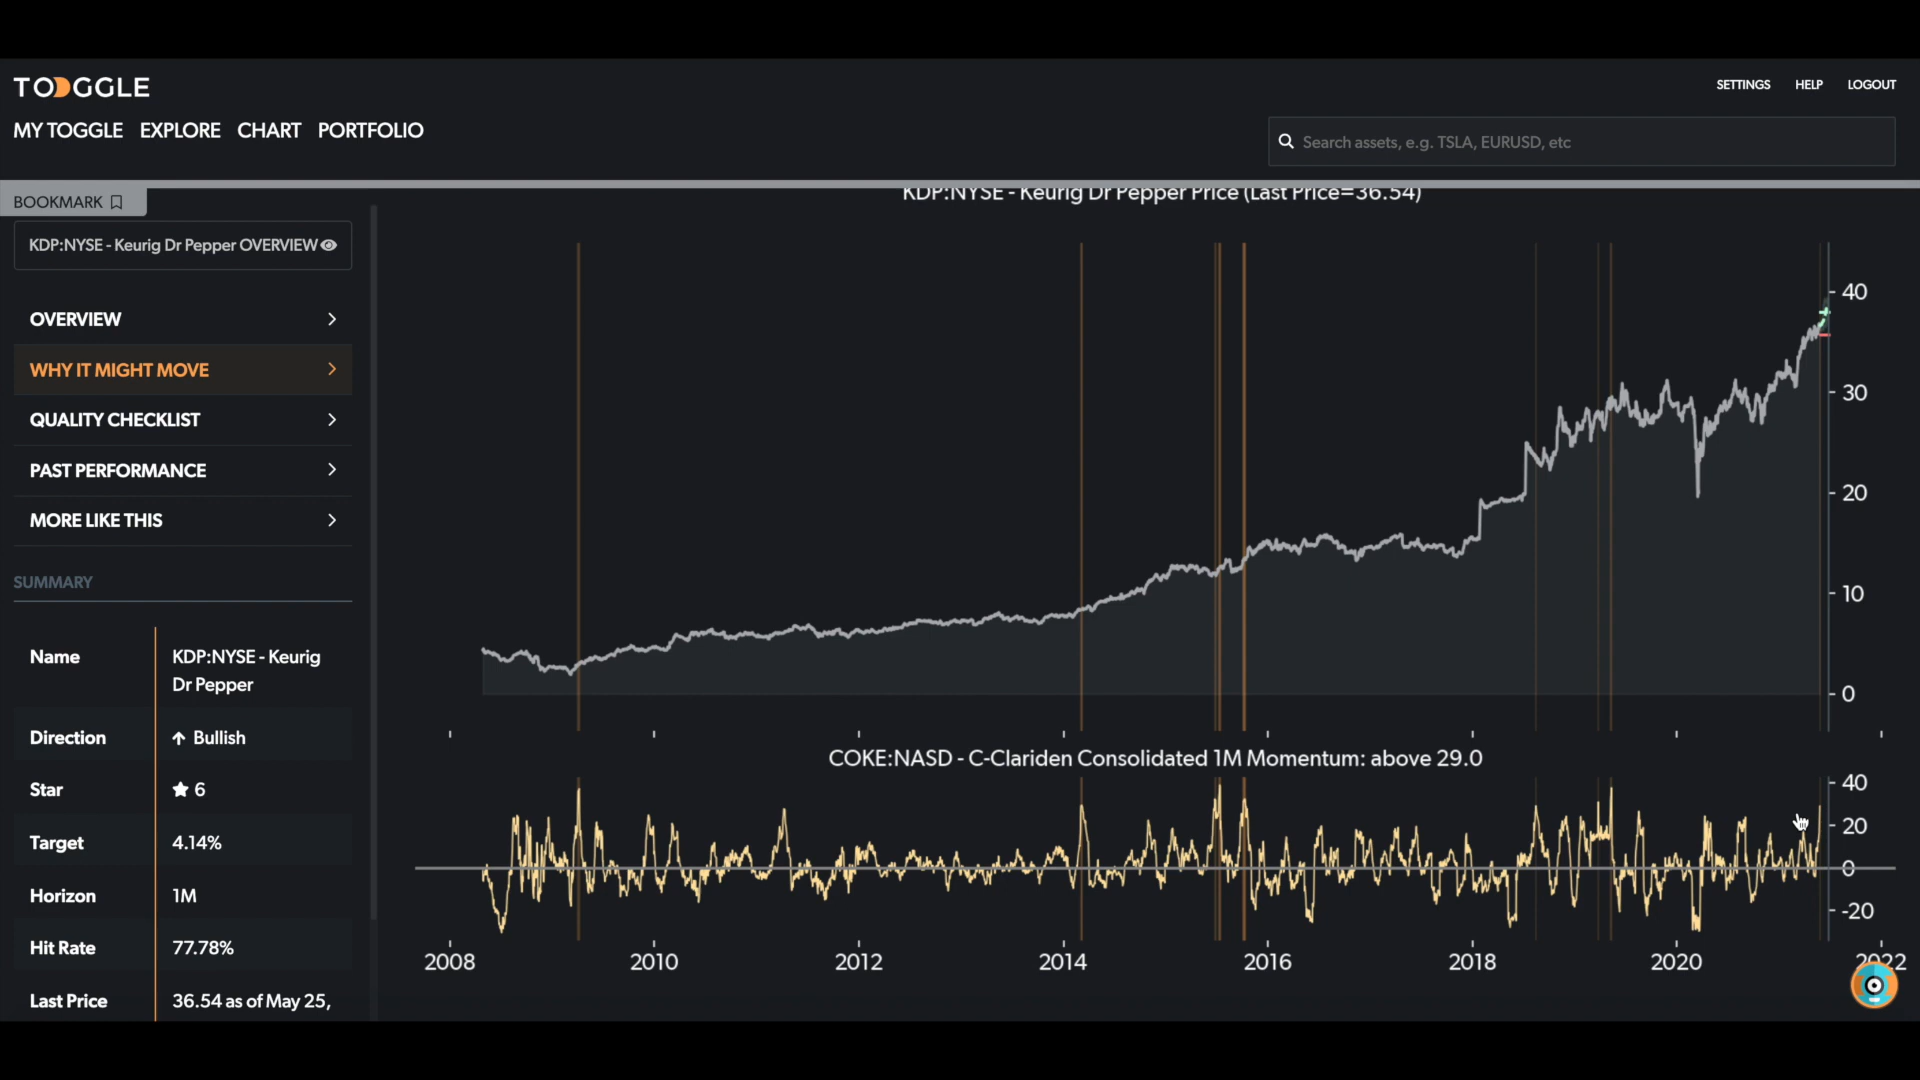 TOGGLE
SETTINGS HELP LOGOUT
MY TOGGLE EXPLORE CHART PORTFOLIO
Search assets, e.g. TSLA, EURUSD, etc
BOOKMARK
KDP:NYSE - Keurig Dr Pepper OVERVIEW
OVERVIEW
WHY IT MIGHT MOVE
QUALITY CHECKLIST
PAST PERFORMANCE
MORE LIKE THIS
SUMMARY
Name KDP:NYSE - Keurig
Dr Pepper
Direction Bullish
Star 6
Target 4.14%
Horizon 1M
Hit Rate 77.78%
Last Price 36.54 as of May 25,
KDP:NYSE - Keurig Dr Pepper Price (Last Price=36.54)
40
30
20
10
0
COKE:NASD - C-Clariden Consolidated 1M Momentum: above 29.0
40
20
0
-20
2008 2010 2012 2014 2016 2018 2020 2022